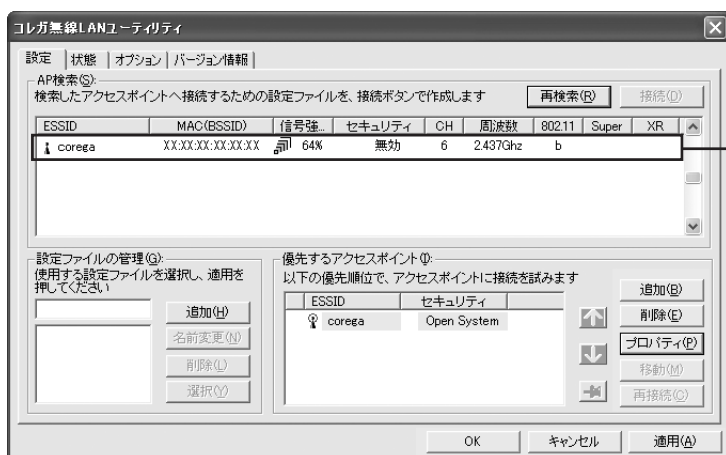 コレガ無線LANユーティリティ
設定 状態 オプション バージョン情報
AP検索(S):
検索したアクセスポイントへ接続するための設定ファイルを、接続ボタンで作成します 再検索(R) 接続(D)
ESSID MAC(BSSID) 信号強... セキュリティ CH 周波数 802.11 Super XR
corega XX:XX:XX:XX:XX:XX 64% 無効 6 2.437Ghz b
設定ファイルの管理(G):
使用する設定ファイルを選択し、適用を
押してください
追加(H)
名前変更(N)
削除(L)
選択(Y)
優先するアクセスポイント(I):
以下の優先順位で、アクセスポイントに接続を試みます
ESSID セキュリティ
corega Open System
追加(B)
削除(E)
プロパティ(P)
移動(M)
再接続(C)
OK キャンセル 適用(A)